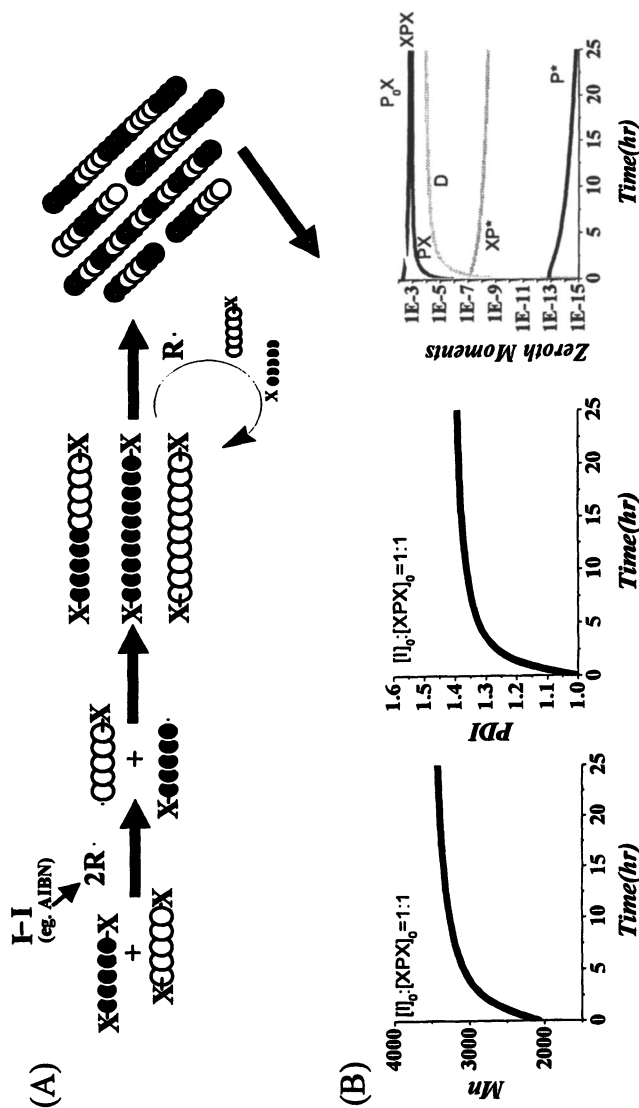 (A)
I–I
(eg. AIBN)
2R·
X X
+
X X
X
+
X
X X
X X
X X
R·
X
X
(B)
4000
3000
2000
Mn
[I]₀:[XPX]₀=1:1
0 5 10 15 20 25
Time(hr)
1.6
1.5
1.4
1.3
1.2
1.1
1.0
PDI
[I]₀:[XPX]₀=1:1
0 5 10 15 20 25
Time(hr)
1E-3
1E-5
1E-7
1E-9
1E-11
1E-13
1E-15
Zeroth Moments
P₀X
XPX
PX
D
XP*
P*
0 5 10 15 20 25
Time(hr)